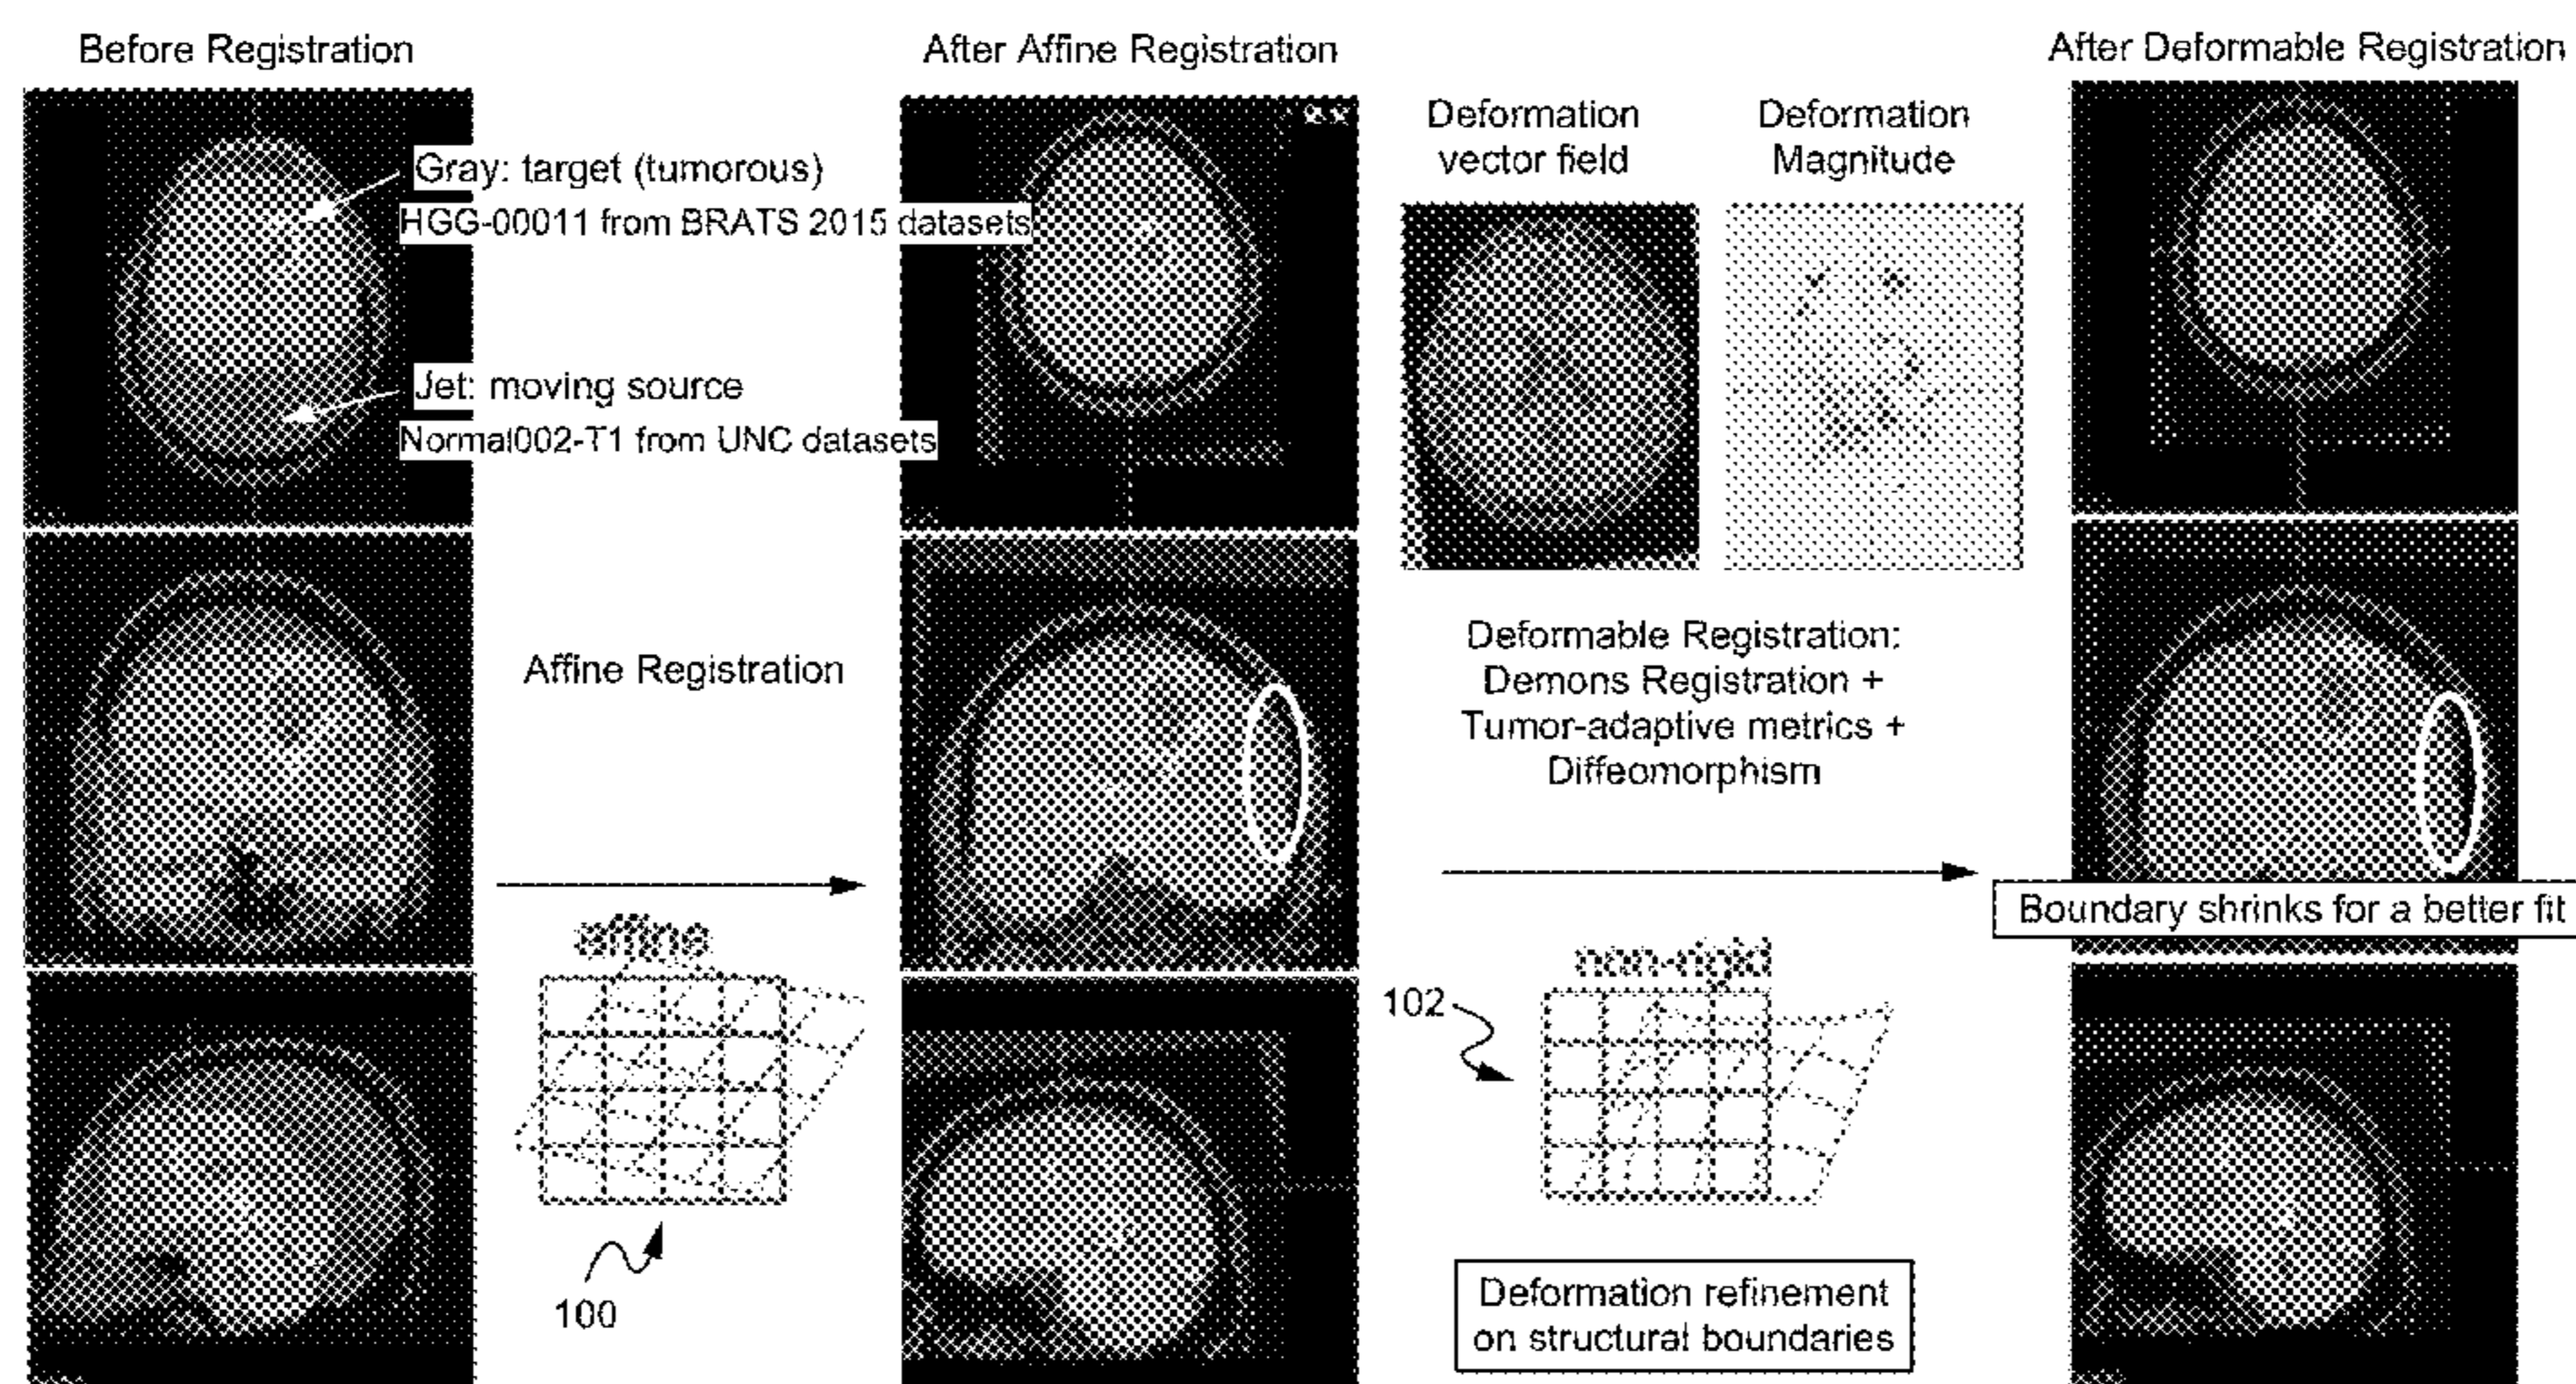 Before Registration
Gray: target (tumorous)
HGG-00011 from BRATS 2015 datasets
Jet: moving source
Normal002-T1 from UNC datasets
Affine Registration
affine
100
After Affine Registration
Deformation
vector field
Deformation
Magnitude
Deformable Registration:
Demons Registration +
Tumor-adaptive metrics +
Diffeomorphism
non-rigid
102
Deformation refinement
on structural boundaries
After Deformable Registration
Boundary shrinks for a better fit